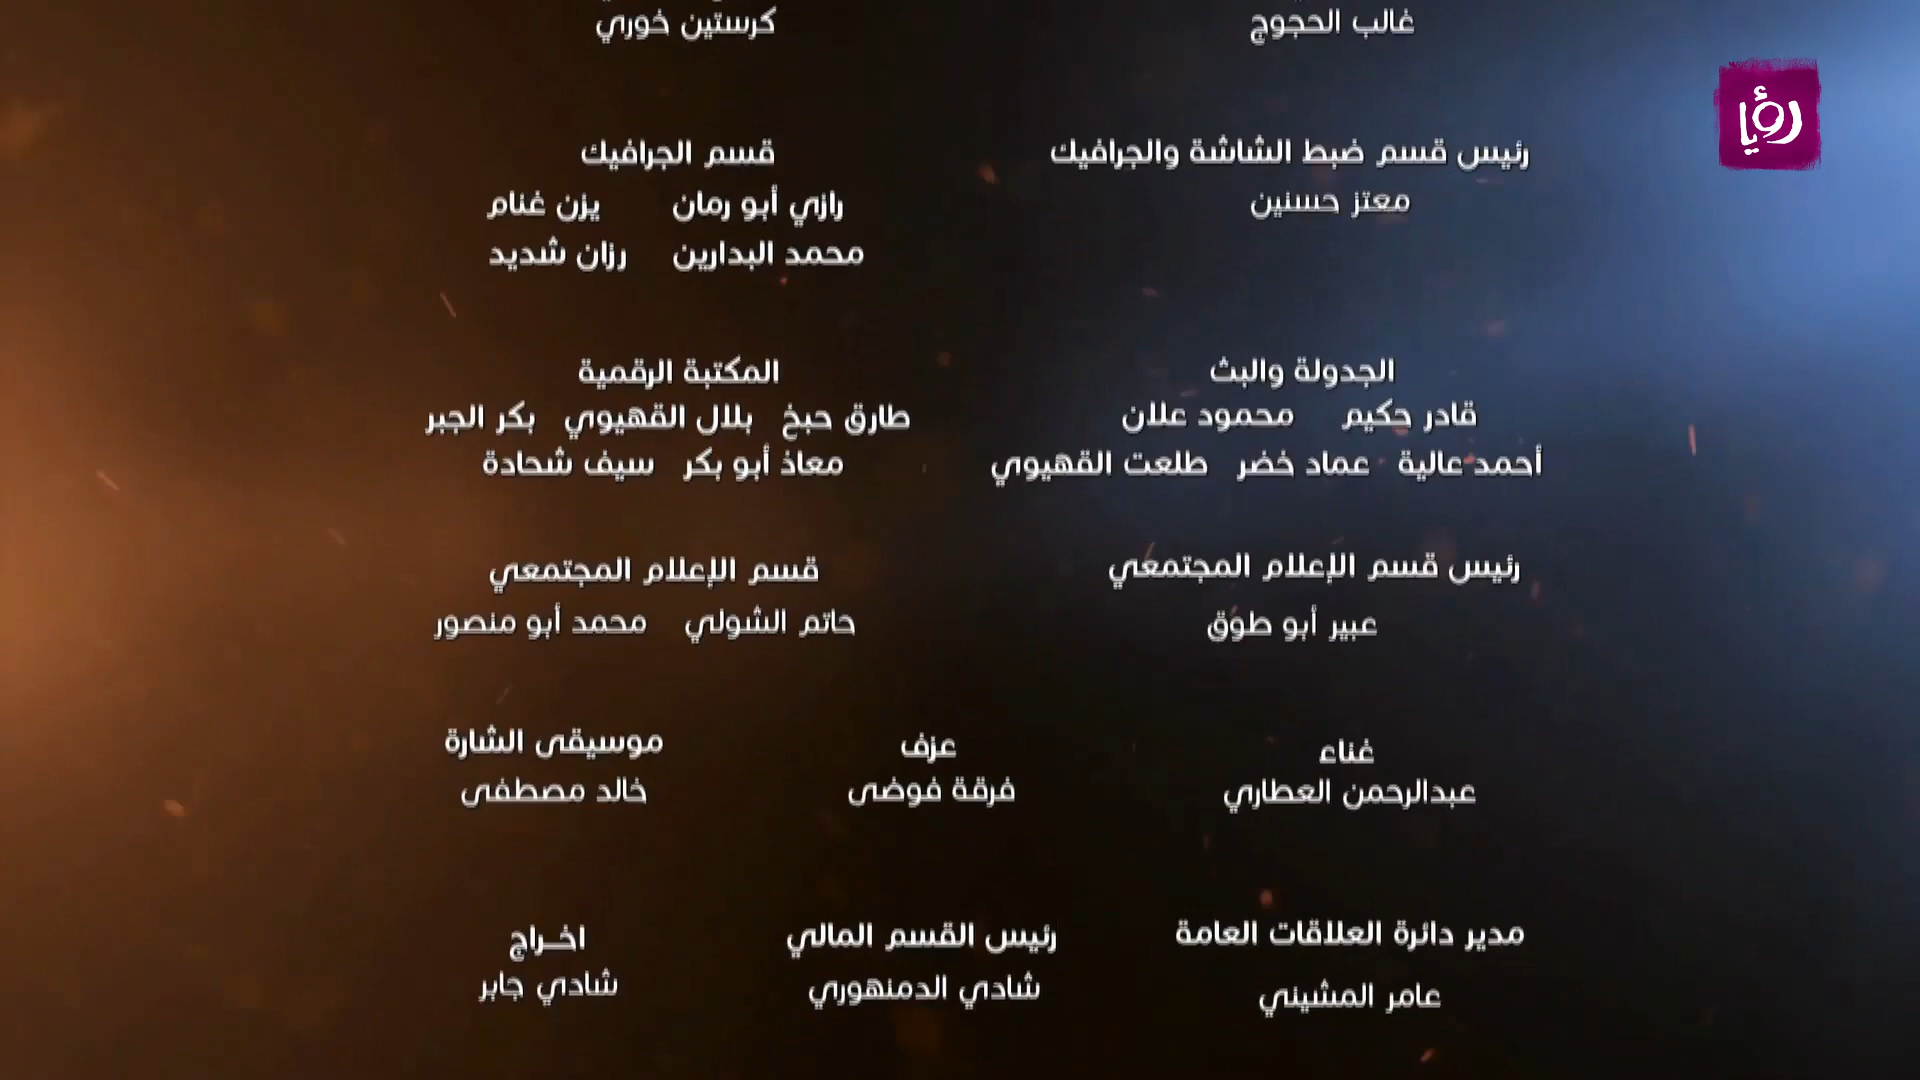 غالب الحجوج
كرستين خوري
رؤيا
رئيس قسم ضبط الشاشة والجرافيك
معتز حسنين
قسم الجرافيك
رازي أبو رمان يزن غنام
محمد البدارين رزان شديد
الجدولة والبث
قادر حكيم محمود علان
أحمد عالية عماد خضر طلعت القهيوي
المكتبة الرقمية
طارق حبخ بلال القهيوي بكر الجبر
معاذ أبو بكر سيف شحادة
رئيس قسم الإعلام المجتمعي
عبير أبو طوق
قسم الإعلام المجتمعي
حاتم الشولي محمد أبو منصور
غناء
عبدالرحمن العطاري
عزف
فرقة فوضى
موسيقى الشارة
خالد مصطفى
مدير دائرة العلاقات العامة
عامر المشيني
رئيس القسم المالي
شادي الدمنهوري
اخـراج
شادي جابر